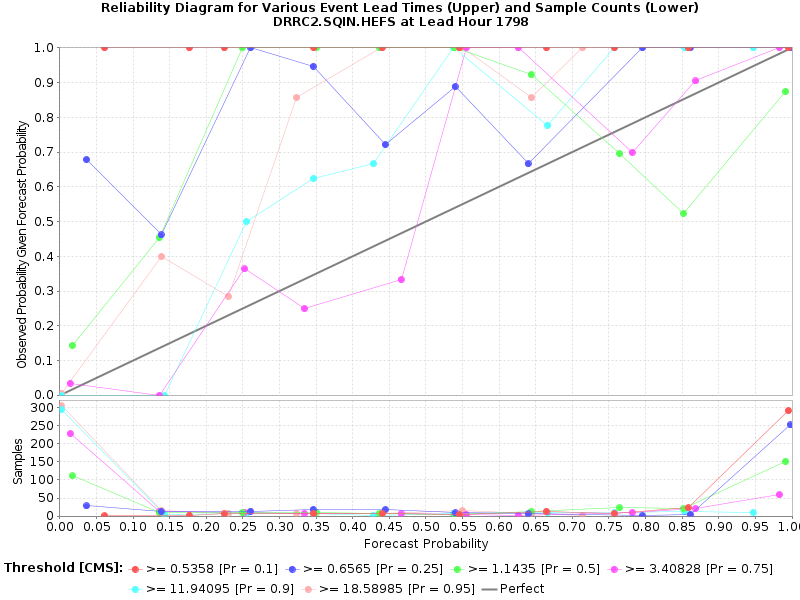 Reliability Diagram for Various Event Lead Times (Upper) and Sample Counts (Lower)
DRRC2.SQIN.HEFS at Lead Hour 1798
Observed Probability Given Forecast Probability
1.0
0.9
0.8
0.7
0.6
0.5
0.4
0.3
0.2
0.1
0.0
Samples
300
250
200
150
100
50
0
0.00 0.05 0.10 0.15 0.20 0.25 0.30 0.35 0.40 0.45 0.50 0.55 0.60 0.65 0.70 0.75 0.80 0.85 0.90 0.95 1.0
Forecast Probability
Threshold [CMS]: >= 0.5358 [Pr = 0.1] >= 0.6565 [Pr = 0.25] >= 1.1435 [Pr = 0.5] >= 3.40828 [Pr = 0.75]
>= 11.94095 [Pr = 0.9] >= 18.58985 [Pr = 0.95] Perfect